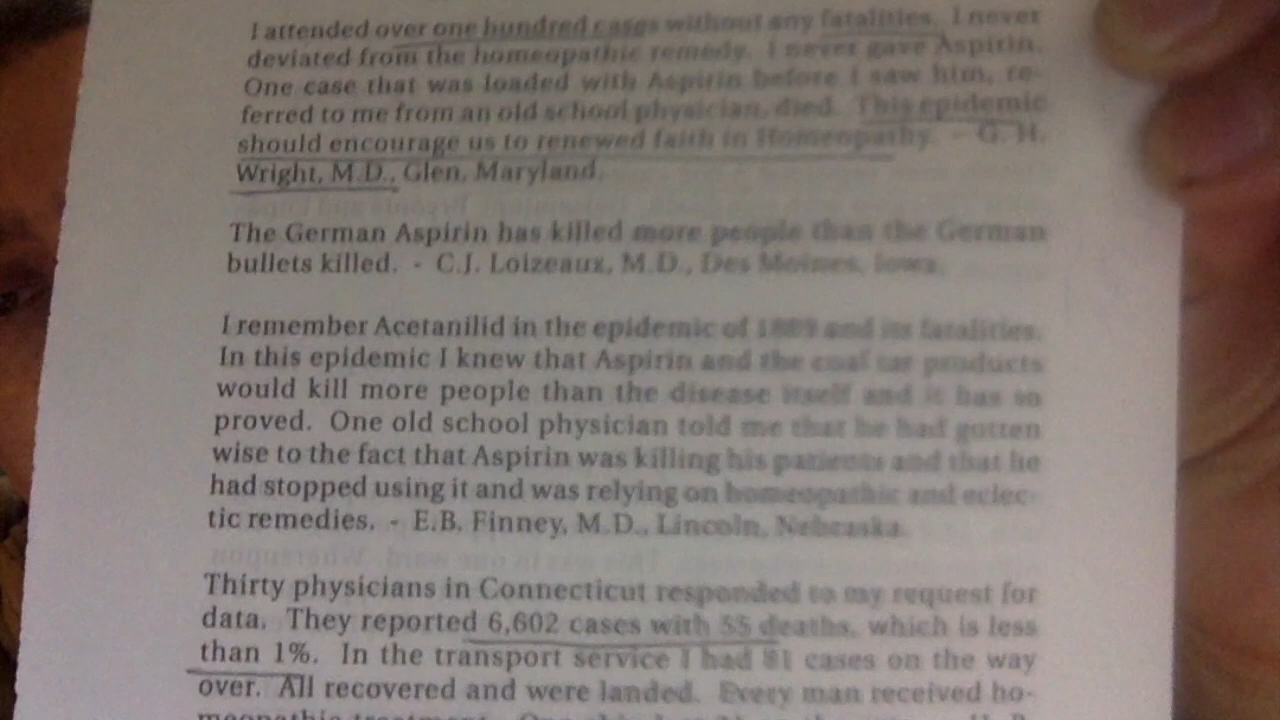 I attended over one hundred cases without any fatalities. I never
deviated from the homeopathic remedy. I never gave Aspirin.
One case that was loaded with Aspirin before I saw him, re-
ferred to me from an old school physician, died. This epidemic
should encourage us to renewed faith in Homeopathy. - G. H.
Wright, M.D., Glen, Maryland.
The German Aspirin has killed more people than the German
bullets killed. - C.J. Loizeaux, M.D., Des Moines, Iowa.
I remember Acetanilid in the epidemic of 1889 and its fatalities.
In this epidemic I knew that Aspirin and the coal tar products
would kill more people than the disease itself and it has so
proved. One old school physician told me that he had gotten
wise to the fact that Aspirin was killing his patients and that he
had stopped using it and was relying on homeopathic and eclec-
tic remedies. - E.B. Finney, M.D., Lincoln, Nebraska.
Thirty physicians in Connecticut responded to my request for
data. They reported 6,602 cases with 55 deaths, which is less
than 1%. In the transport service I had 81 cases on the way
over. All recovered and were landed. Every man received ho-